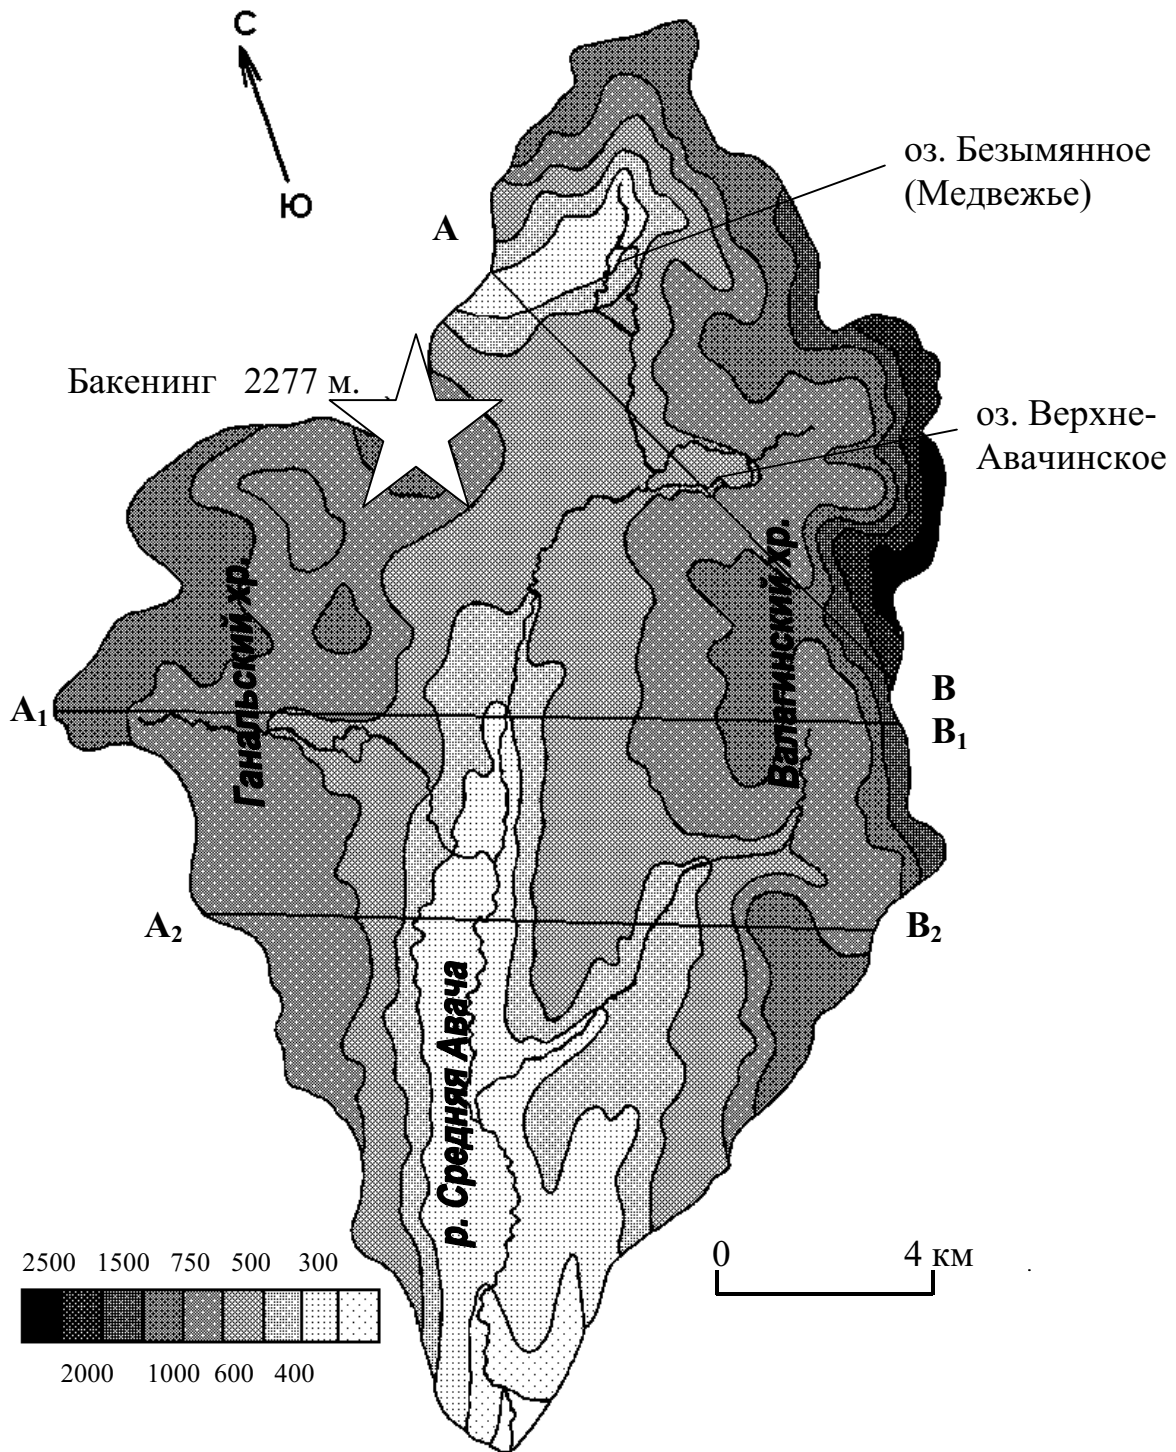 С
Ю
оз. Безымянное
(Медвежье)
А
Бакенинг 2277 м.
оз. Верхне-
Авачинское
Ганальский хр.
Валагинский хр.
А₁
В
В₁
А₂
В₂
р. Средняя Авача
0 4 км
2500 1500 750 500 300
2000 1000 600 400